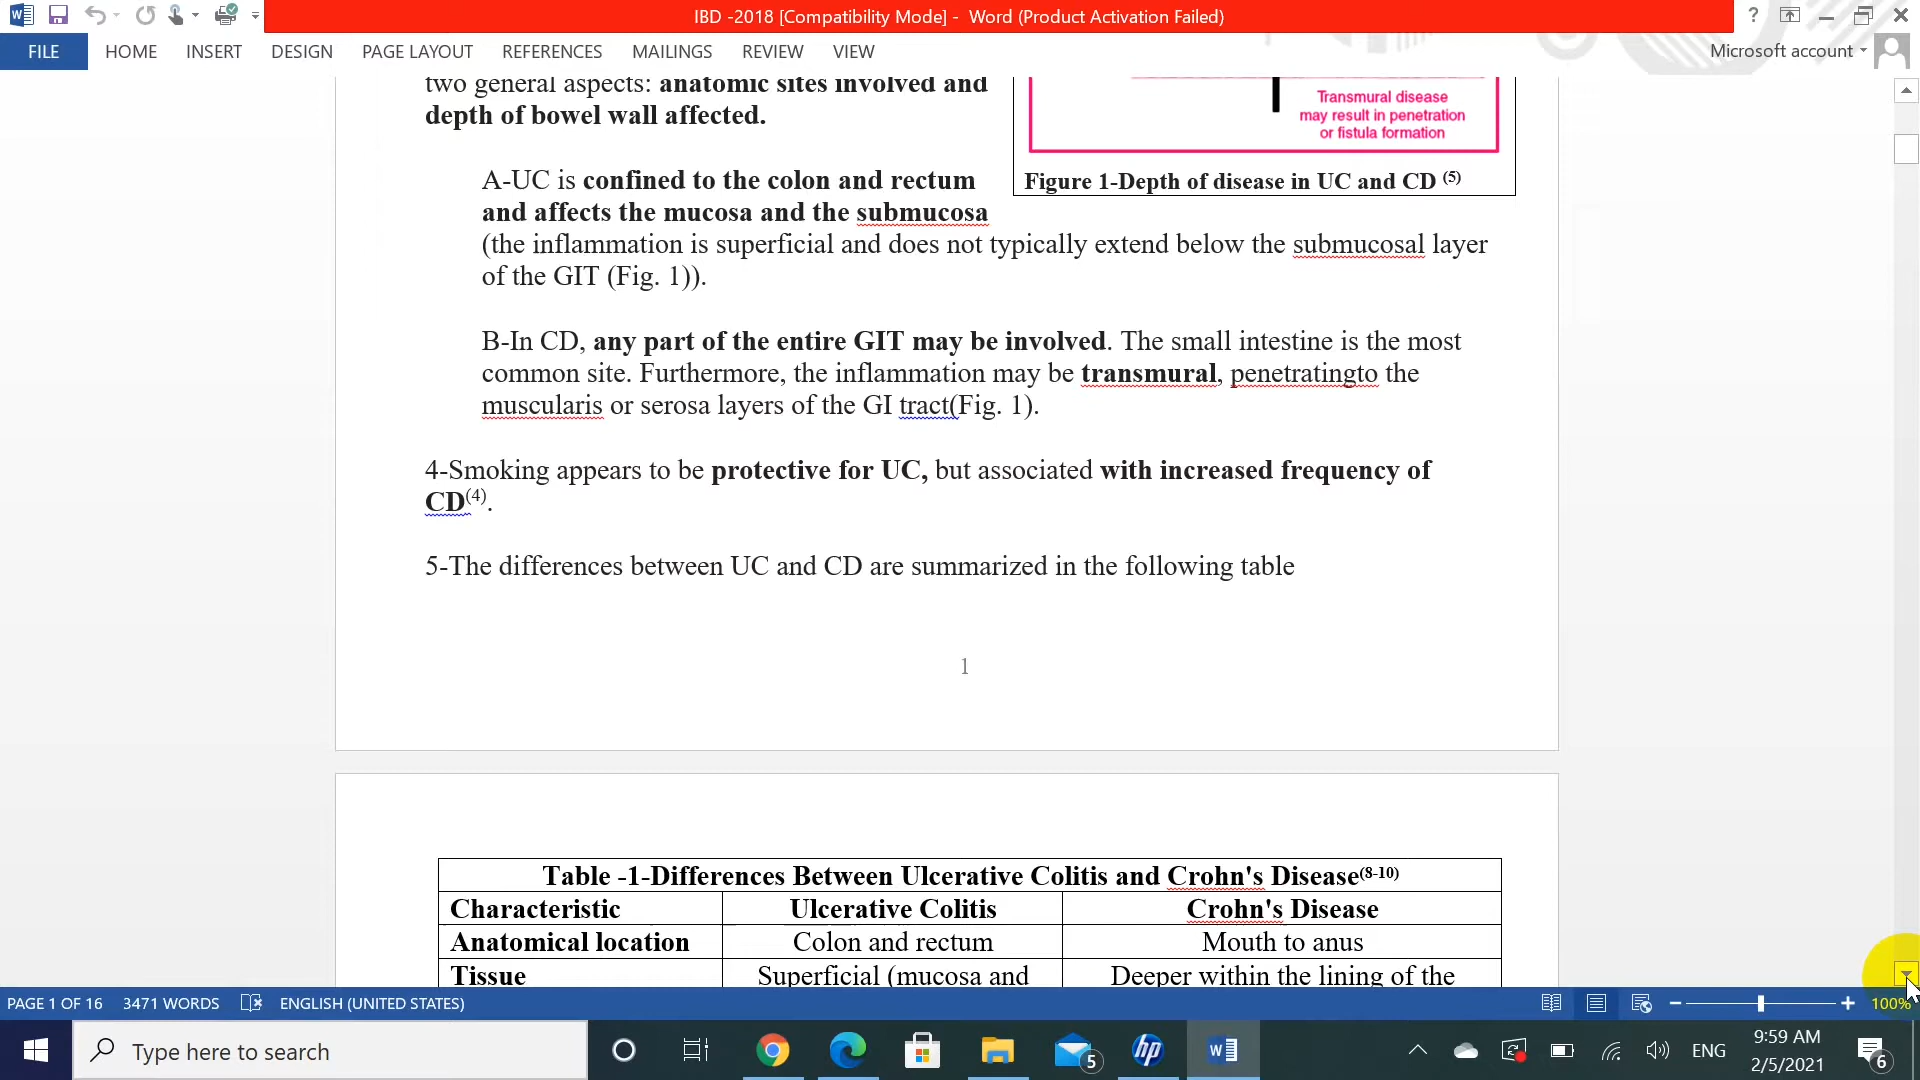 IBD -2018 [Compatibility Mode] - Word (Product Activation Failed)
?
FILE HOME INSERT DESIGN PAGE LAYOUT REFERENCES MAILINGS REVIEW VIEW
Microsoft account
two general aspects: anatomic sites involved and
depth of bowel wall affected.
Transmural disease
may result in penetration
or fistula formation
Figure 1-Depth of disease in UC and CD (5)
A-UC is confined to the colon and rectum
and affects the mucosa and the submucosa
(the inflammation is superficial and does not typically extend below the submucosal layer
of the GIT (Fig. 1)).
B-In CD, any part of the entire GIT may be involved. The small intestine is the most
common site. Furthermore, the inflammation may be transmural, penetratingto the
muscularis or serosa layers of the GI tract(Fig. 1).
4-Smoking appears to be protective for UC, but associated with increased frequency of
CD(4).
5-The differences between UC and CD are summarized in the following table
1
Table -1-Differences Between Ulcerative Colitis and Crohn's Disease(8-10)
Characteristic Ulcerative Colitis Crohn's Disease
Anatomical location Colon and rectum Mouth to anus
Tissue Superficial (mucosa and Deeper within the lining of the
PAGE 1 OF 16 3471 WORDS ENGLISH (UNITED STATES) 100%
Type here to search
5
hp
ENG
9:59 AM
2/5/2021
6